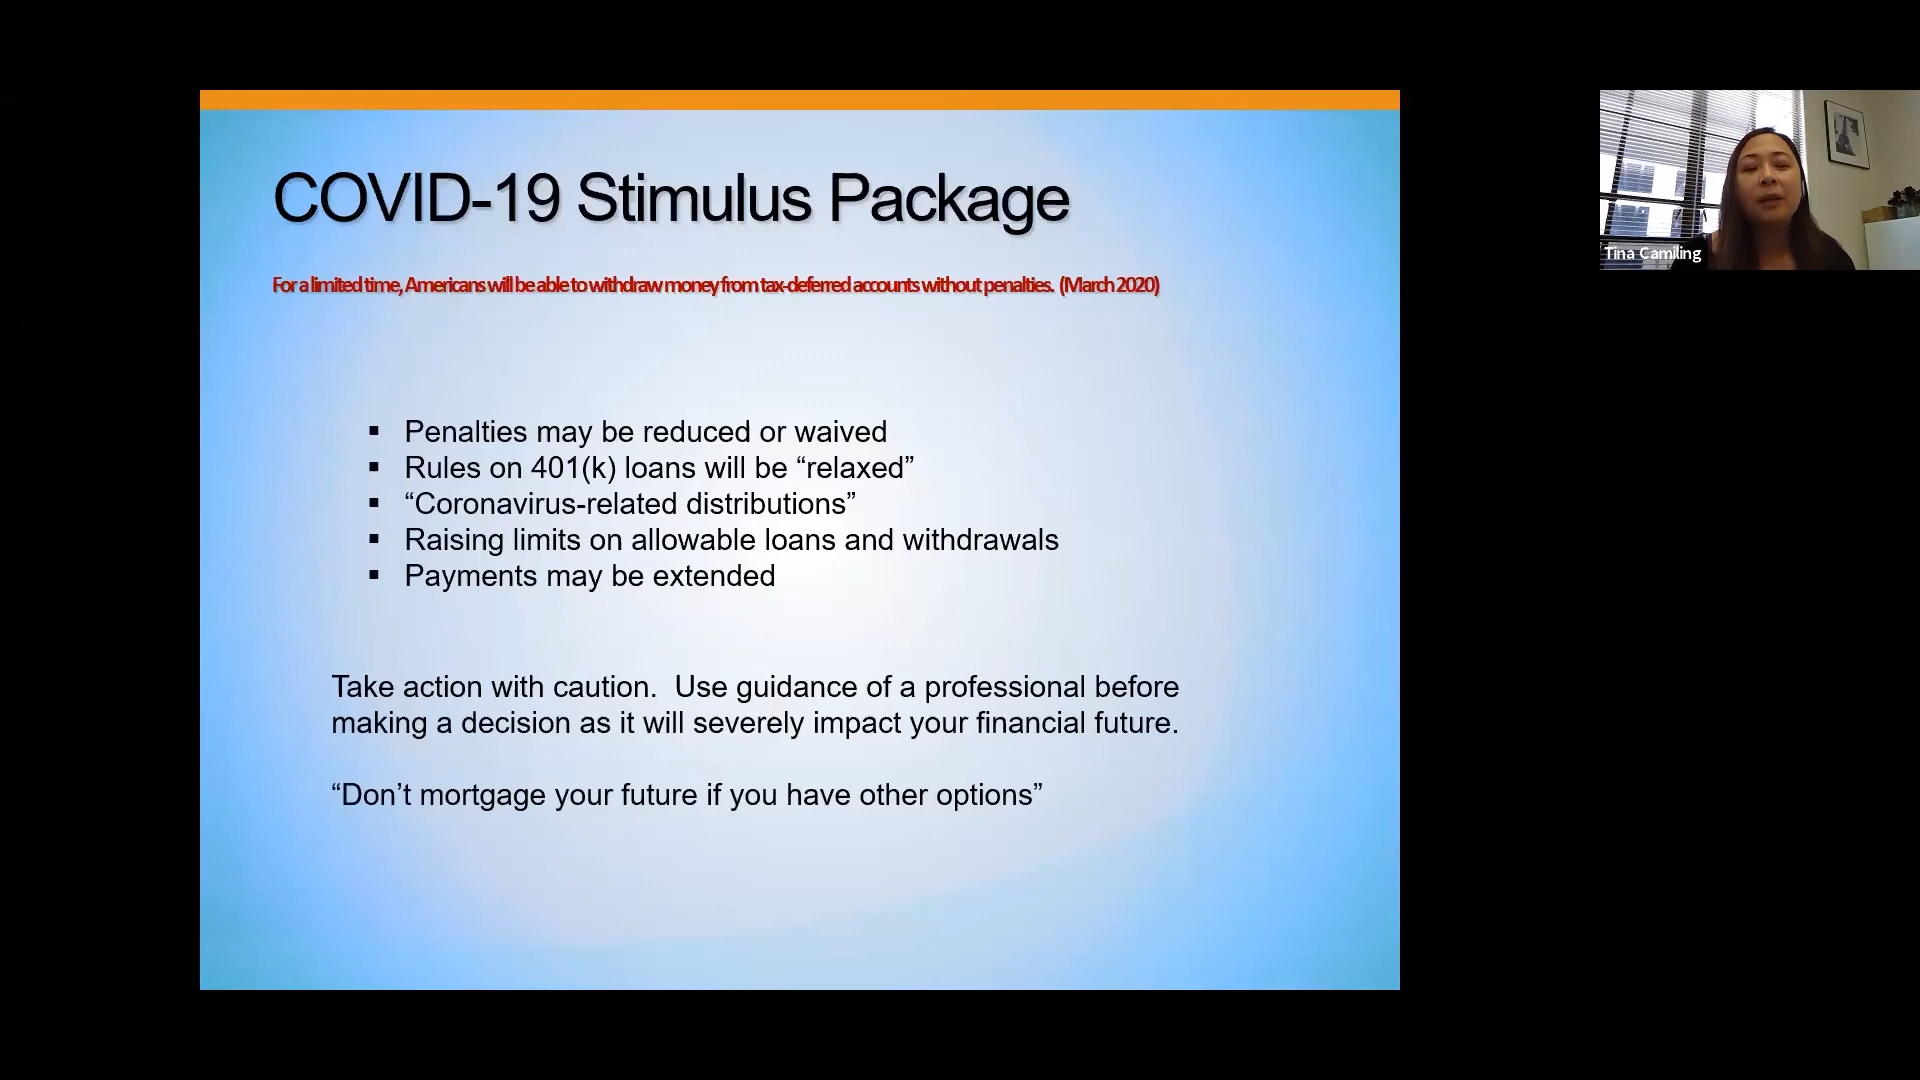 COVID-19 Stimulus Package
For a limited time, Americans will be able to withdraw money from tax-deferred accounts without penalties. (March 2020)
▪ Penalties may be reduced or waived
▪ Rules on 401(k) loans will be “relaxed”
▪ “Coronavirus-related distributions”
▪ Raising limits on allowable loans and withdrawals
▪ Payments may be extended
Take action with caution.  Use guidance of a professional before
making a decision as it will severely impact your financial future.
“Don’t mortgage your future if you have other options”
Tina Camiling